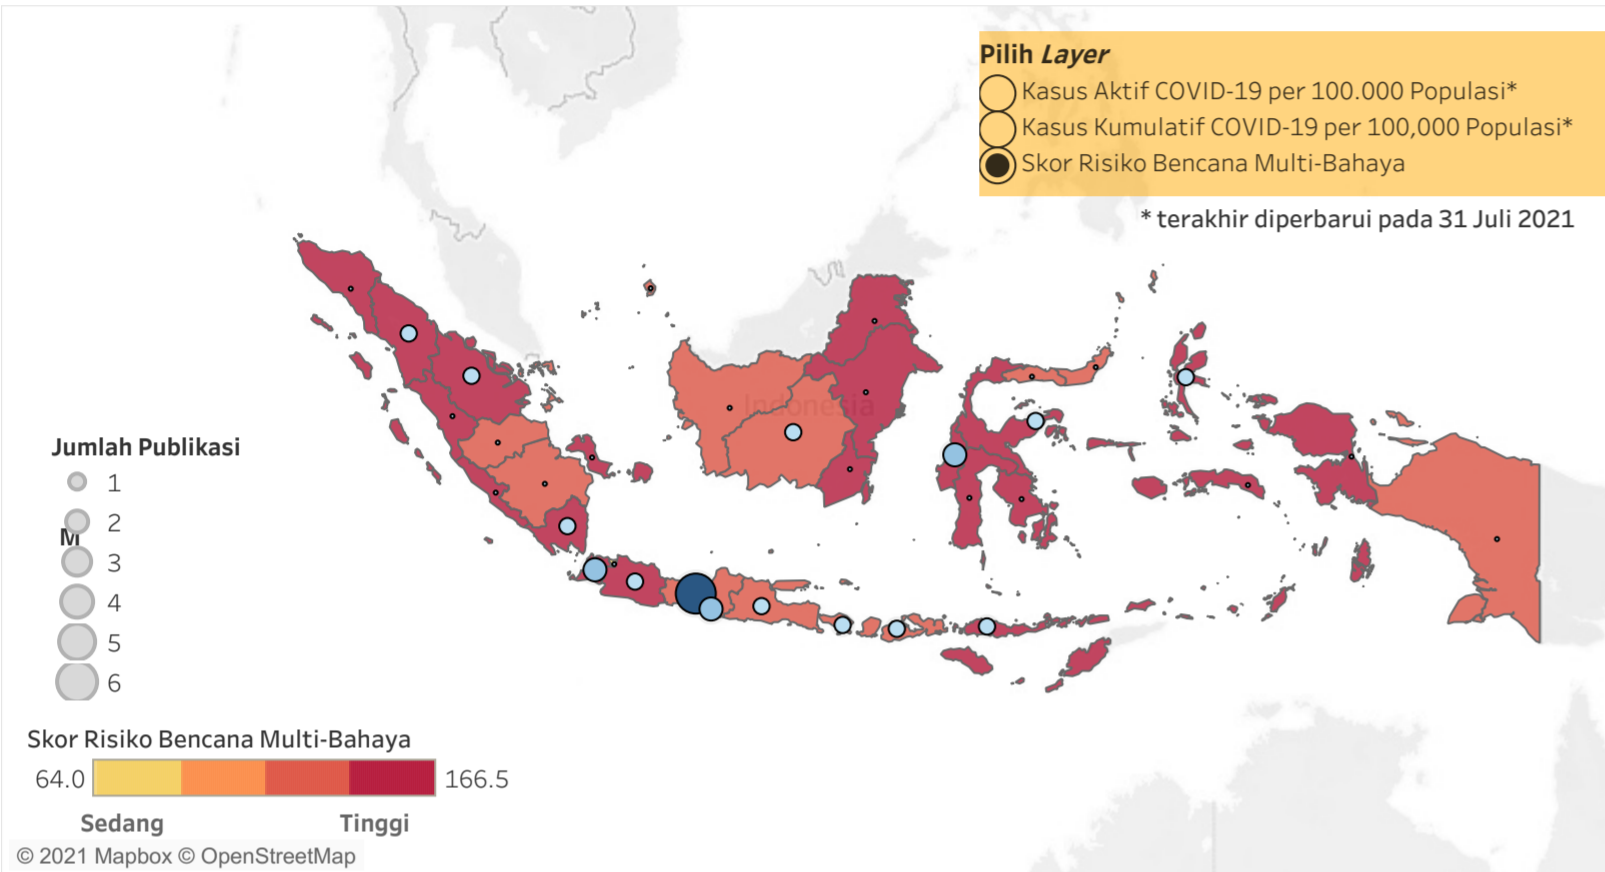 Pilih Layer
Kasus Aktif COVID-19 per 100.000 Populasi*
Kasus Kumulatif COVID-19 per 100,000 Populasi*
Skor Risiko Bencana Multi-Bahaya
* terakhir diperbarui pada 31 Juli 2021
Indonesia
Jumlah Publikasi
1
2
M
3
4
5
6
Skor Risiko Bencana Multi-Bahaya
64.0 166.5
Sedang Tinggi
© 2021 Mapbox © OpenStreetMap